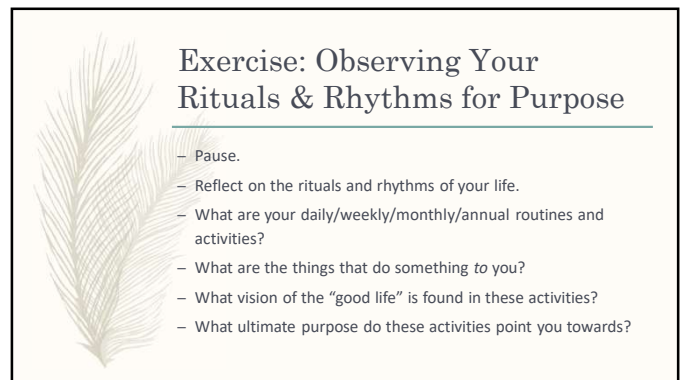 Exercise: Observing Your
Rituals & Rhythms for Purpose
– Pause.
– Reflect on the rituals and rhythms of your life.
– What are your daily/weekly/monthly/annual routines and
activities?
– What are the things that do something to you?
– What vision of the “good life” is found in these activities?
– What ultimate purpose do these activities point you towards?